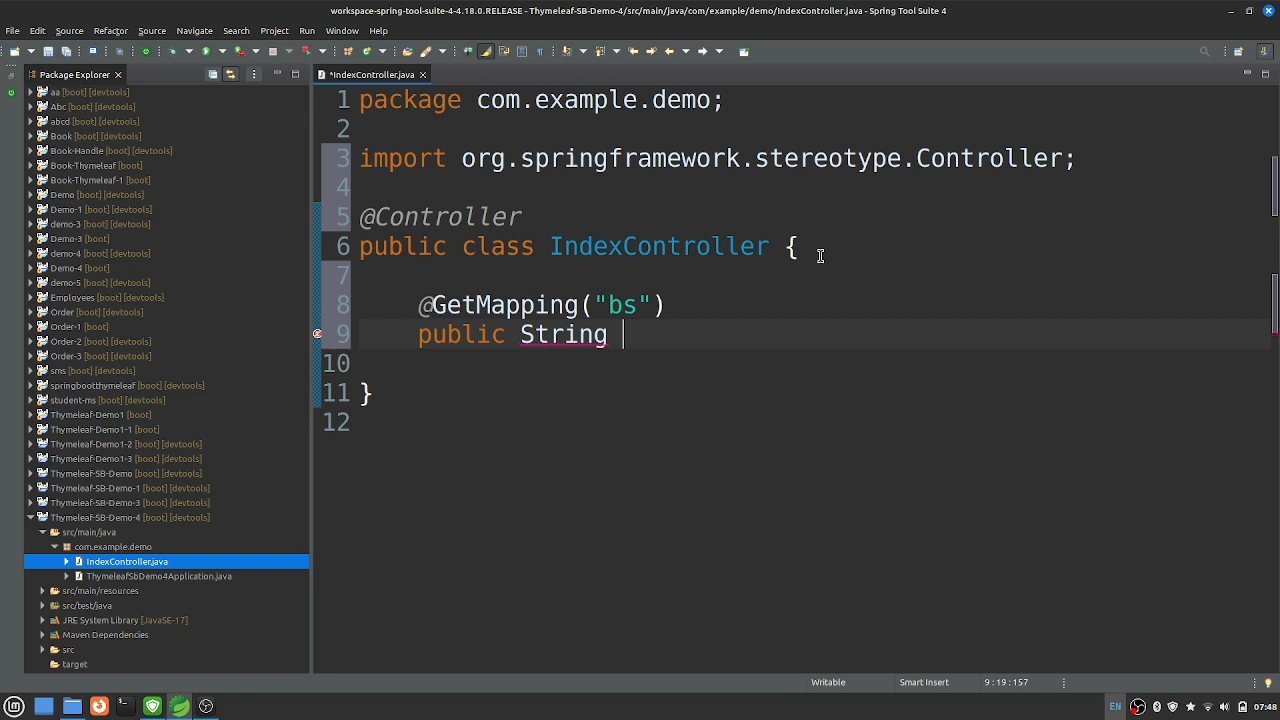 workspace-spring-tool-suite-4-4.18.0.RELEASE - Thymeleaf-SB-Demo-4/src/main/java/com/example/demo/IndexController.java - Spring Tool Suite 4
File Edit Source Refactor Source Navigate Search Project Run Window Help
Package Explorer
*IndexController.java
aa [boot] [devtools]
Abc [boot] [devtools]
abcd [boot] [devtools]
Book [boot] [devtools]
Book-Handle [boot] [devtools]
Book-Thymeleaf [boot] [devtools]
Book-Thymeleaf-1 [boot] [devtools]
Demo [boot] [devtools]
Demo-1 [boot] [devtools]
demo-3 [boot] [devtools]
Demo-3 [boot]
demo-4 [boot] [devtools]
Demo-4 [boot]
demo-5 [boot] [devtools]
Employees [boot] [devtools]
Order [boot] [devtools]
Order-1 [boot]
Order-2 [boot] [devtools]
Order-3 [boot] [devtools]
sms [boot] [devtools]
springbootthymeleaf [boot] [devtools]
student-ms [boot] [devtools]
Thymeleaf-Demo1 [boot]
Thymeleaf-Demo1-1 [boot]
Thymeleaf-Demo1-2 [boot] [devtools]
Thymeleaf-Demo1-3 [boot] [devtools]
Thymeleaf-SB-Demo [boot] [devtools]
Thymeleaf-SB-Demo-1 [boot] [devtools]
Thymeleaf-SB-Demo-3 [boot] [devtools]
Thymeleaf-SB-Demo-4 [boot] [devtools]
src/main/java
com.example.demo
IndexController.java
ThymeleafSbDemo4Application.java
src/main/resources
src/test/java
JRE System Library [JavaSE-17]
Maven Dependencies
src
target
1 package com.example.demo;
2
3 import org.springframework.stereotype.Controller;
4
5 @Controller
6 public class IndexController {
7
8 @GetMapping("bs")
9 public String
10
11 }
12
Writable Smart Insert 9 : 19 : 157
EN 07:48